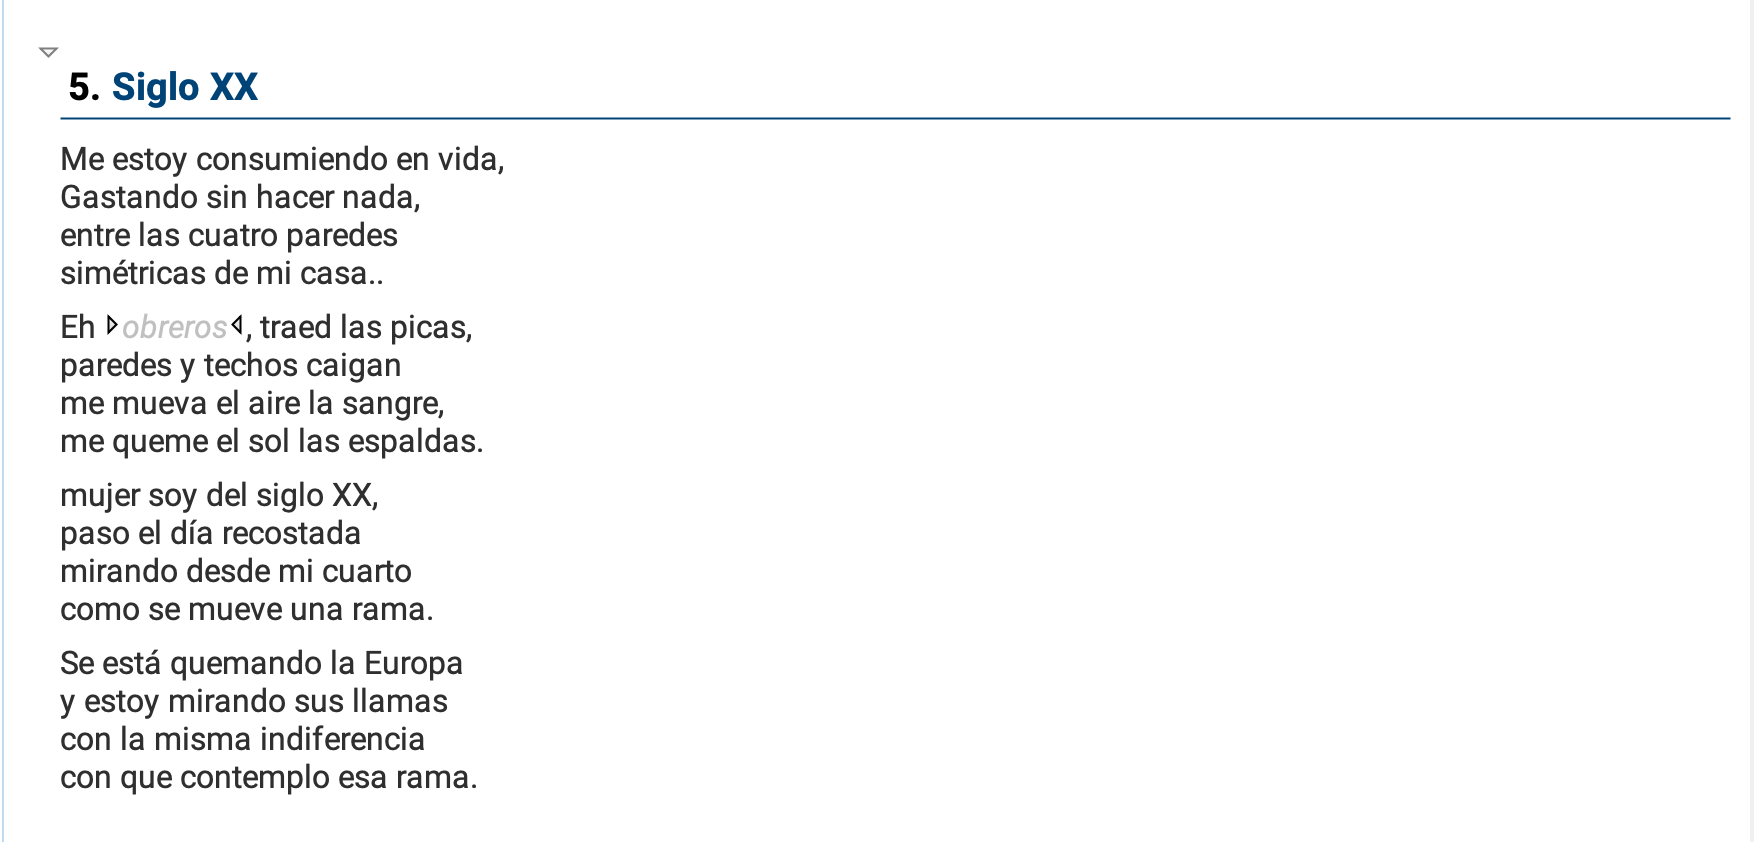 5. Siglo XX
Me estoy consumiendo en vida,
Gastando sin hacer nada,
entre las cuatro paredes
simétricas de mi casa..
Eh obreros, traed las picas,
paredes y techos caigan
me mueva el aire la sangre,
me queme el sol las espaldas.
mujer soy del siglo XX,
paso el día recostada
mirando desde mi cuarto
como se mueve una rama.
Se está quemando la Europa
y estoy mirando sus llamas
con la misma indiferencia
con que contemplo esa rama.